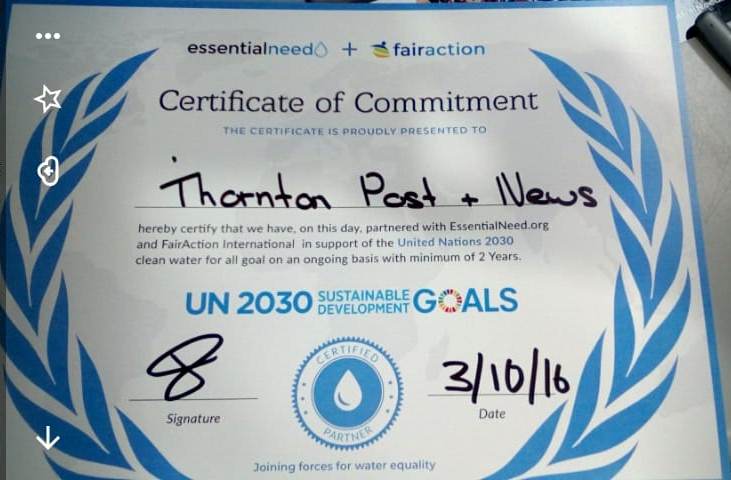 essentialneed + fairaction
Certificate of Commitment
THE CERTIFICATE IS PROUDLY PRESENTED TO
Thornton Post + News
hereby certify that we have, on this day, partnered with EssentialNeed.org
and FairAction International in support of the United Nations 2030
clean water for all goal on an ongoing basis with minimum of 2 Years.
UN 2030 SUSTAINABLE DEVELOPMENT GOALS
3/10/16
Signature
CERTIFIED PARTNER
Date
Joining forces for water equality